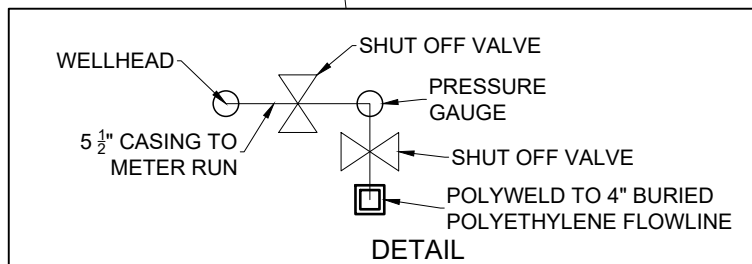 SHUT OFF VALVE
WELLHEAD
PRESSURE
GAUGE
5 1/2" CASING TO
METER RUN
SHUT OFF VALVE
POLYWELD TO 4" BURIED
POLYETHYLENE FLOWLINE
DETAIL